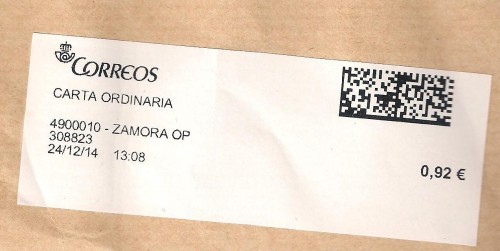 CORREOS
CARTA ORDINARIA
4900010 - ZAMORA OP
308823
24/12/14 13:08
0,92 €